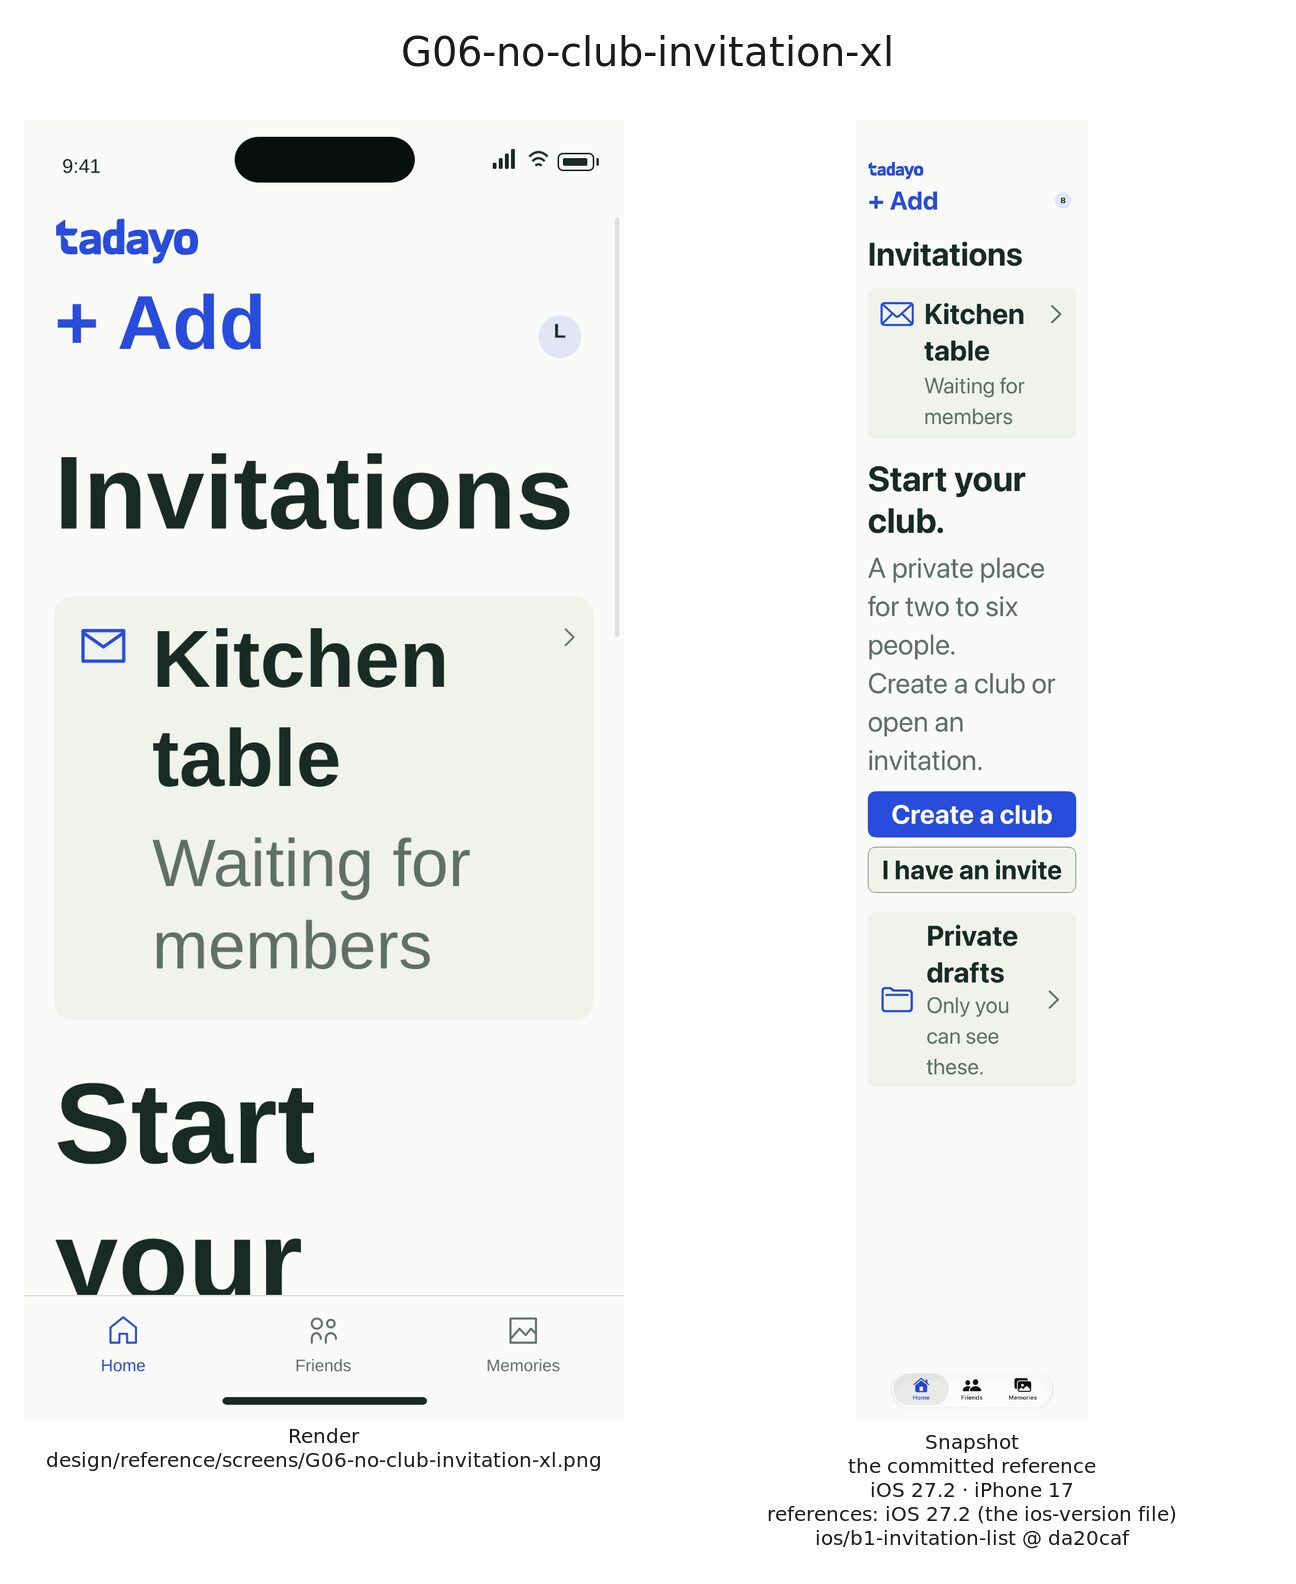 G06-no-club-invitation-xl
9:41
tadayo
+ Add
L
Invitations
Kitchen
table
Waiting for
members
Start
your
Home
Friends
Memories
Render
design/reference/screens/G06-no-club-invitation-xl.png
tadayo
+ Add
B
Invitations
Kitchen
table
Waiting for
members
Start your
club.
A private place
for two to six
people.
Create a club or
open an
invitation.
Create a club
I have an invite
Private
drafts
Only you
can see
these.
Home
Friends
Memories
Snapshot
the committed reference
iOS 27.2 · iPhone 17
references: iOS 27.2 (the ios-version file)
ios/b1-invitation-list @ da20caf